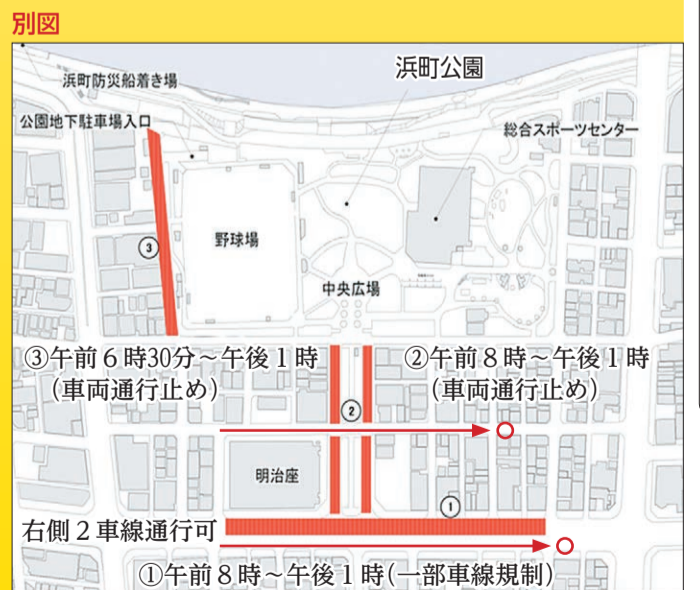 別図
浜町防災船着き場
浜町公園
公園地下駐車場入口
総合スポーツセンター
野球場
③
中央広場
③午前6時30分～午後1時
（車両通行止め）
②午前8時～午後1時
（車両通行止め）
②
明治座
①
右側2車線通行可
①午前8時～午後1時（一部車線規制）